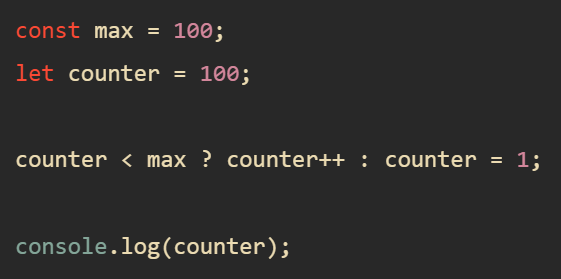 const max = 100;
let counter = 100;
counter < max ? counter++ : counter = 1;
console.log(counter);